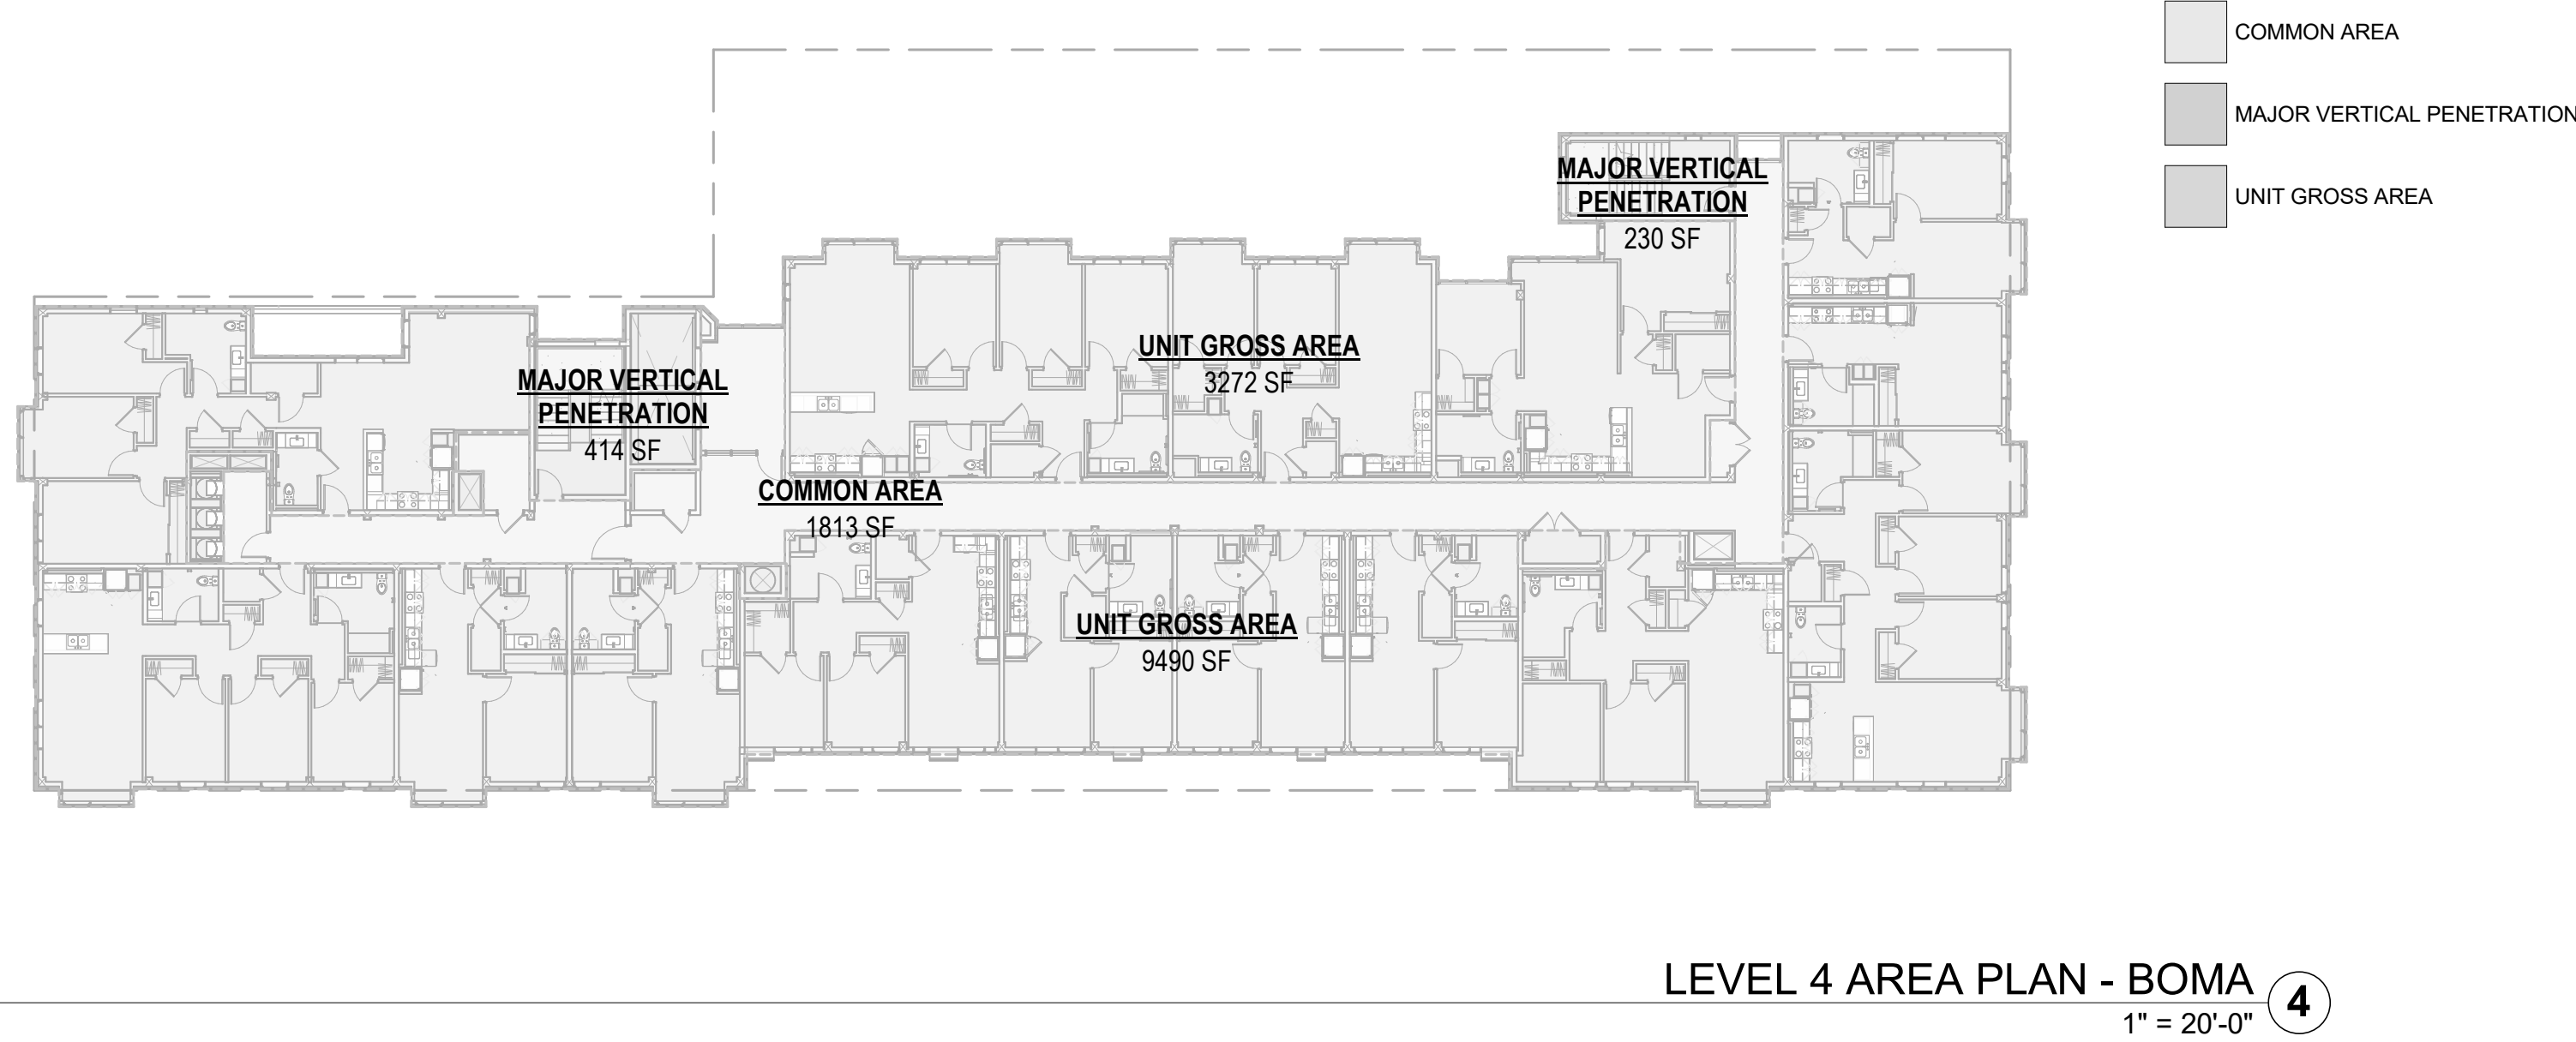 COMMON AREA
MAJOR VERTICAL PENETRATION
UNIT GROSS AREA
MAJOR VERTICAL
PENETRATION
230 SF
UNIT GROSS AREA
3272 SF
MAJOR VERTICAL
PENETRATION
414 SF
COMMON AREA
1813 SF
UNIT GROSS AREA
9490 SF
LEVEL 4 AREA PLAN - BOMA
4
1" = 20'-0"